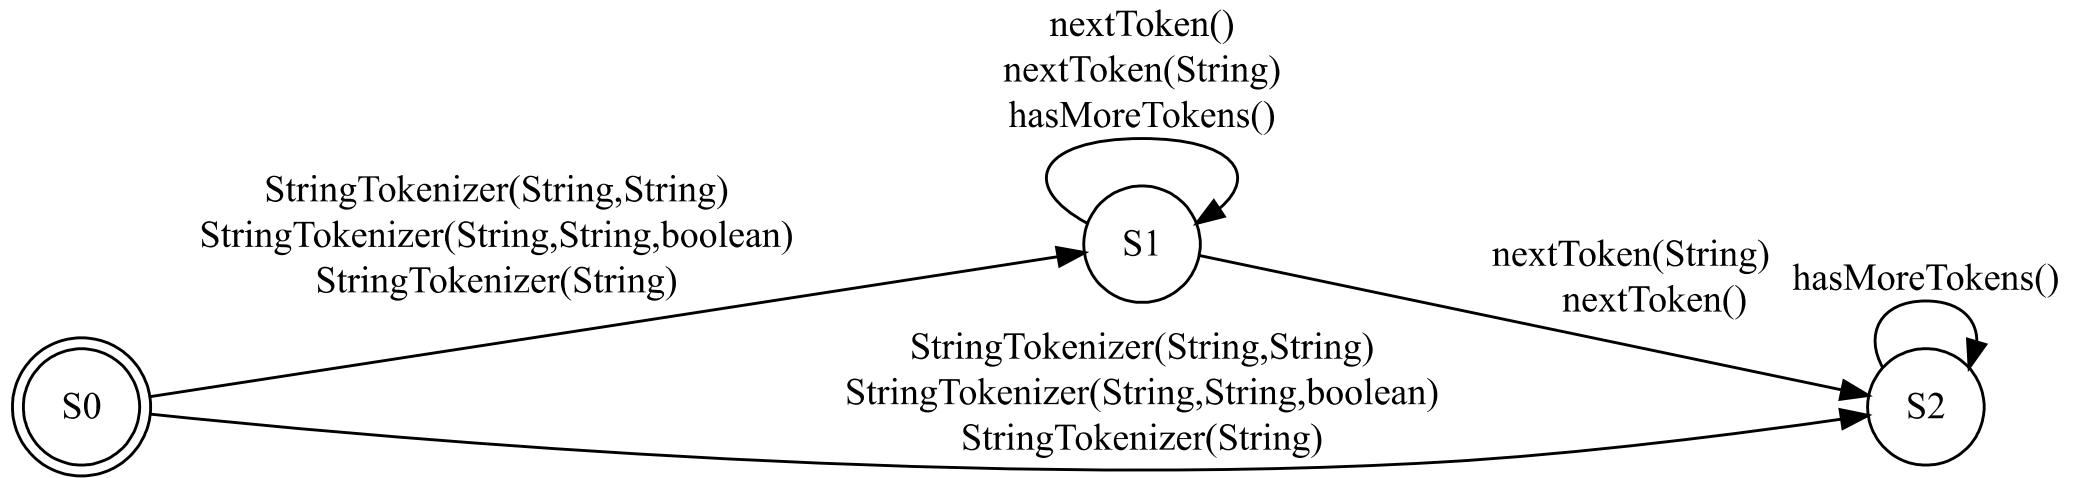 nextToken()
nextToken(String)
hasMoreTokens()
StringTokenizer(String,String)
StringTokenizer(String,String,boolean)
StringTokenizer(String)
S1
nextToken(String)
nextToken()
hasMoreTokens()
StringTokenizer(String,String)
StringTokenizer(String,String,boolean)
StringTokenizer(String)
S0
S2